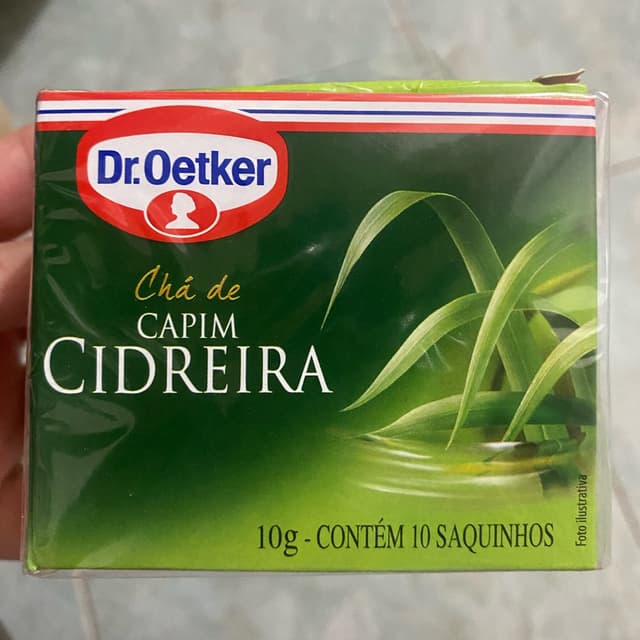 Dr.Oetker
Chá de
CAPIM
CIDREIRA
10g - CONTÉM 10 SAQUINHOS
Foto ilustrativa